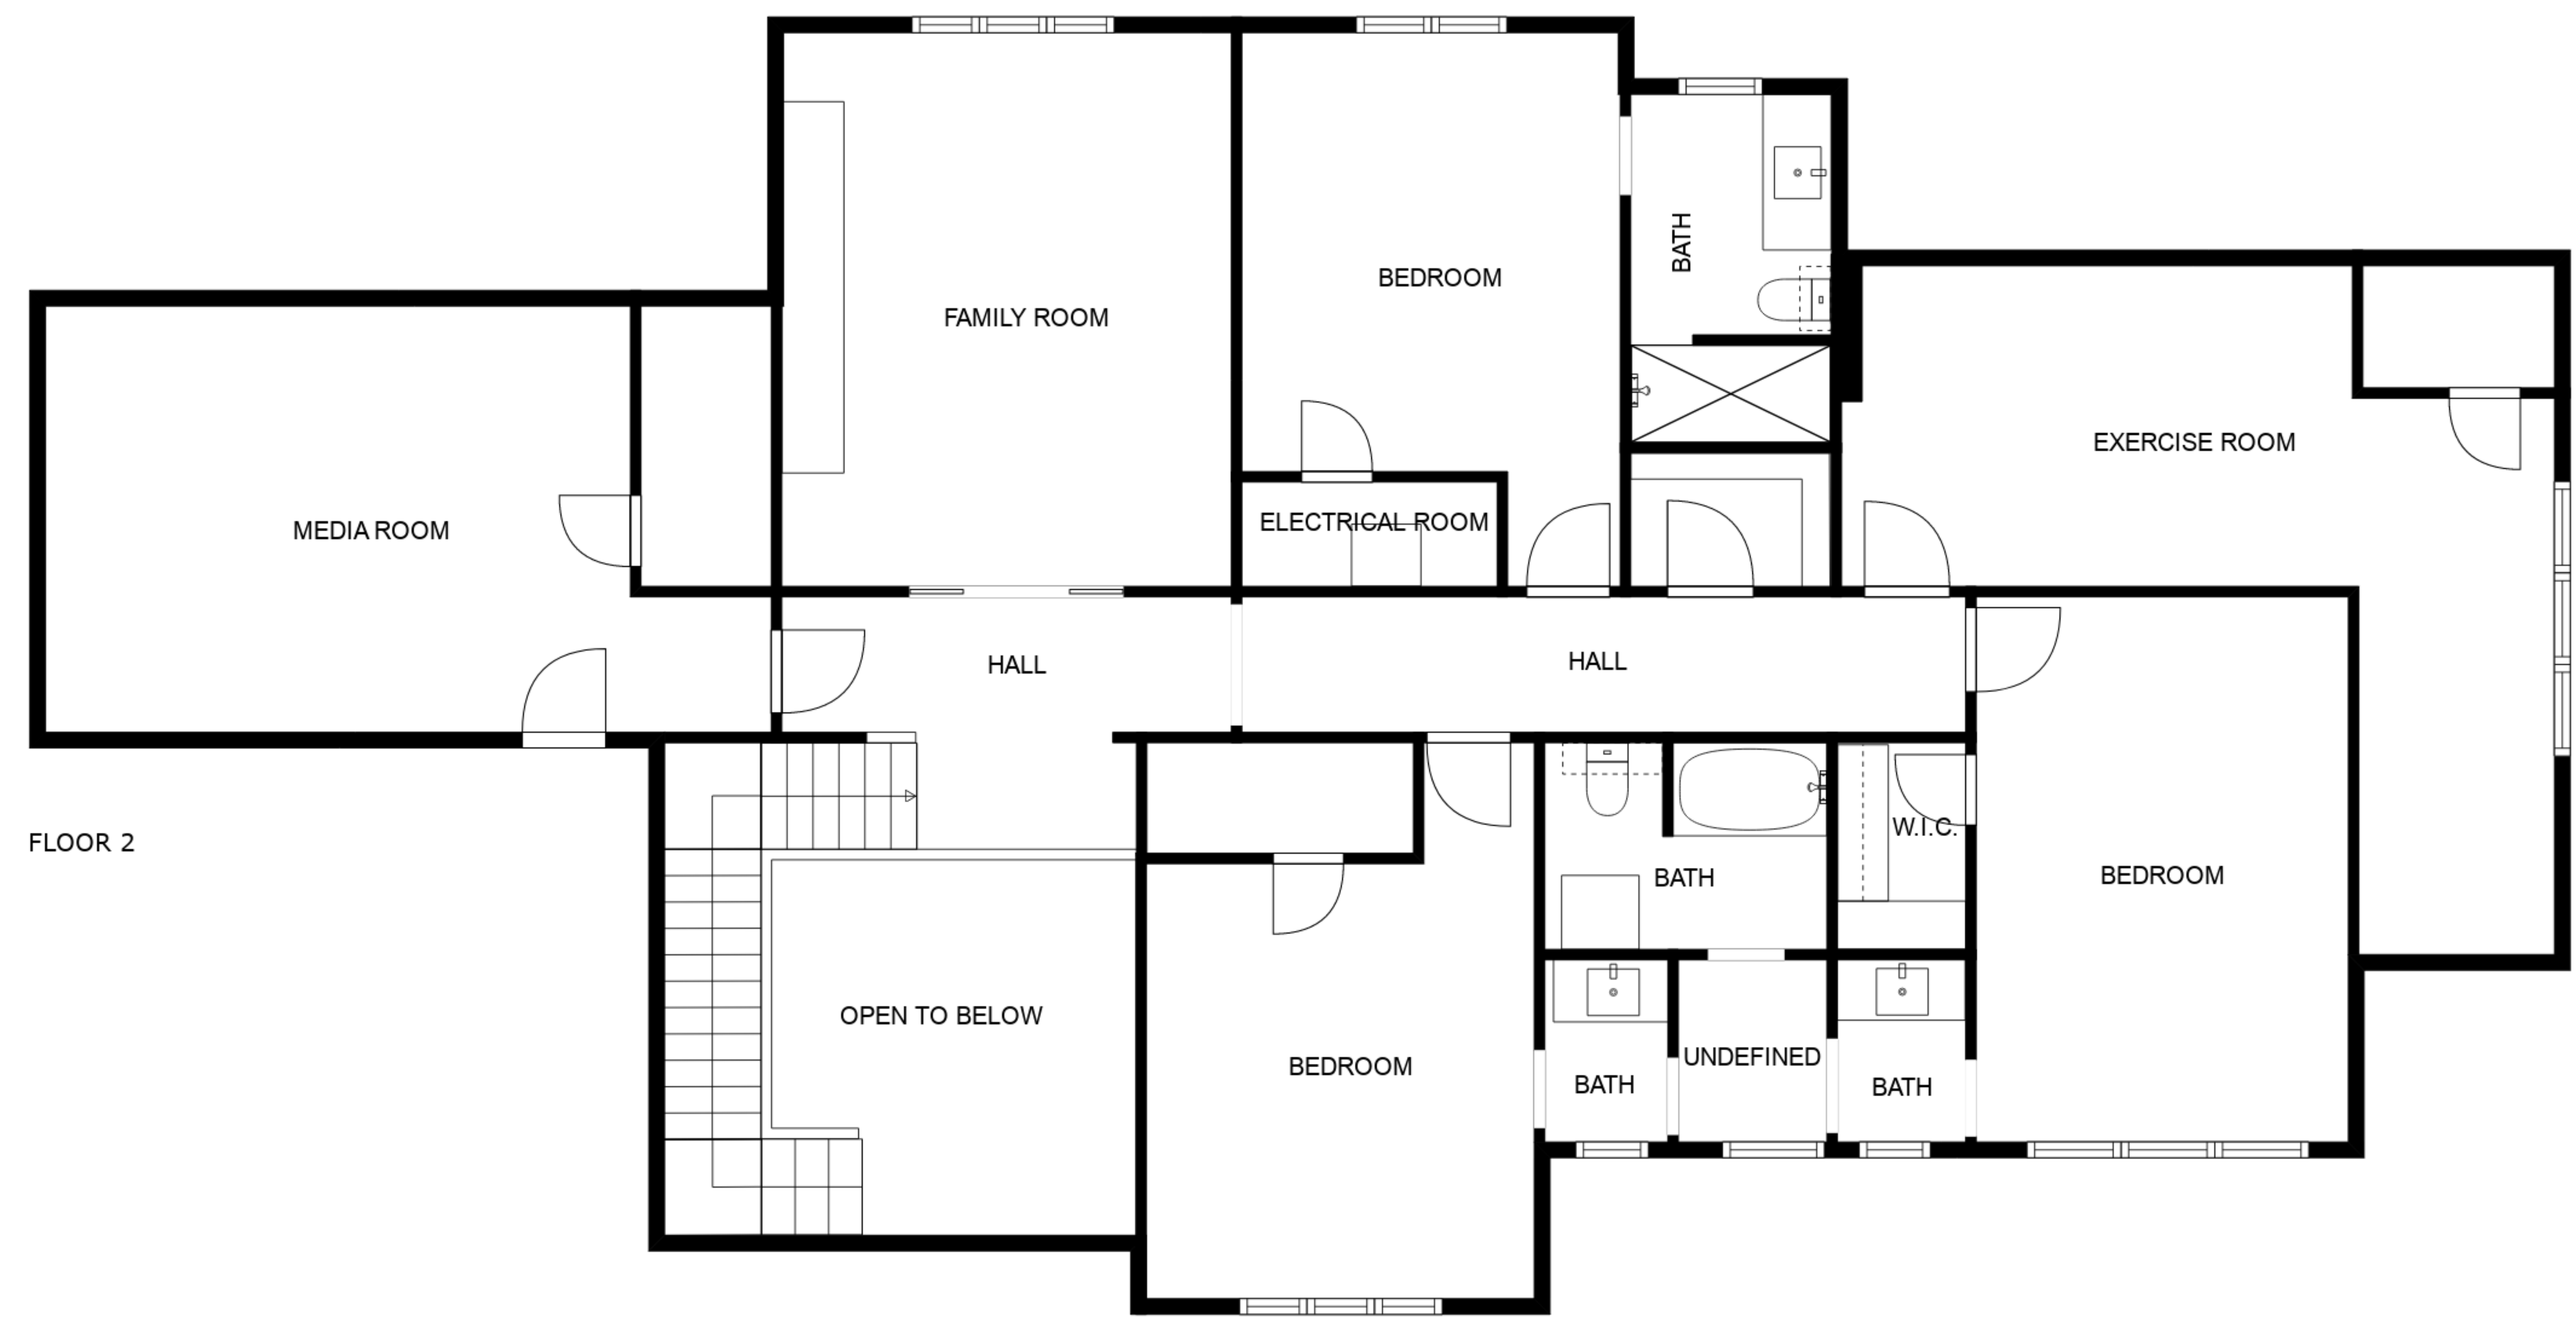 BATH
BEDROOM
FAMILY ROOM
EXERCISE ROOM
ELECTRICAL ROOM
MEDIA ROOM
HALL
HALL
W.I.C.
FLOOR 2
BEDROOM
BATH
OPEN TO BELOW
UNDEFINED
BEDROOM
BATH
BATH